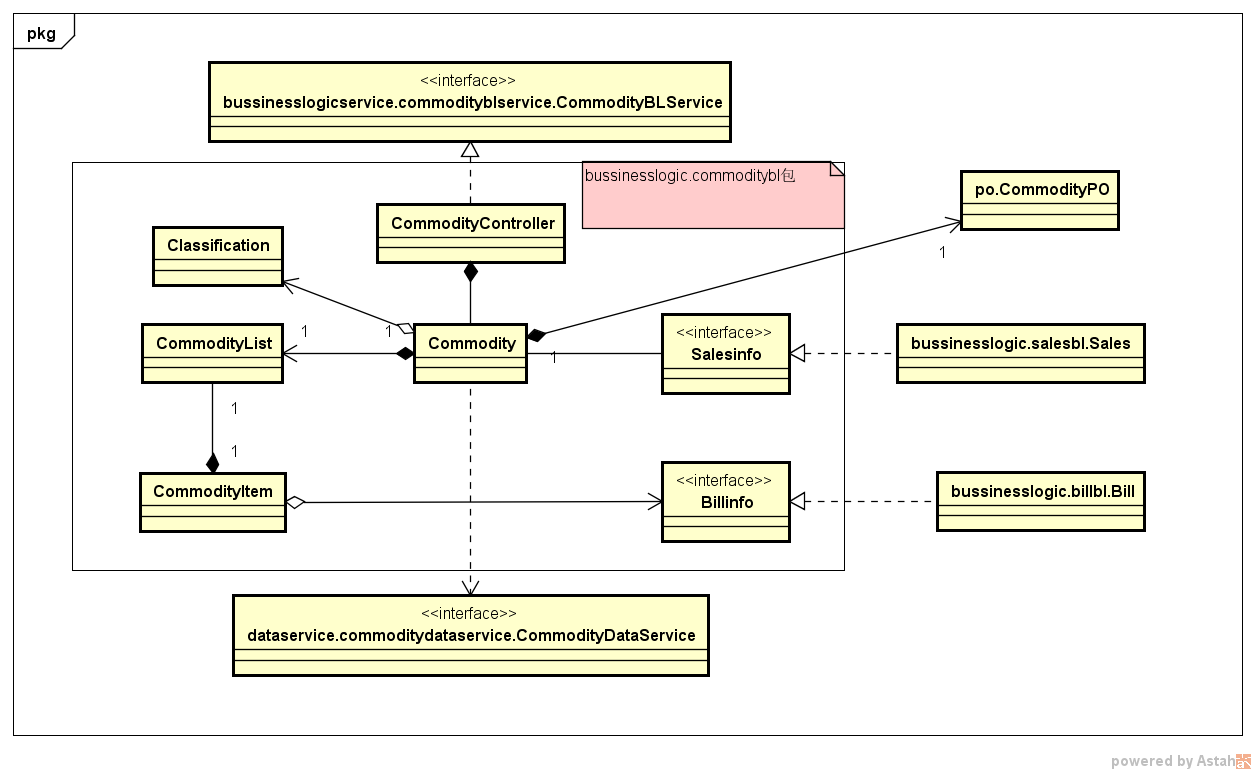 pkg
<<interface>>
bussinesslogicservice.commodityblservice.CommodityBLService
bussinesslogic.commoditybl包
po.CommodityPO
CommodityController
Classification
1
1
1
CommodityList
Commodity
<<interface>>
Salesinfo
bussinesslogic.salesbl.Sales
1
1
1
CommodityItem
<<interface>>
Billinfo
bussinesslogic.billbl.Bill
<<interface>>
dataservice.commoditydataservice.CommodityDataService
powered by Astah